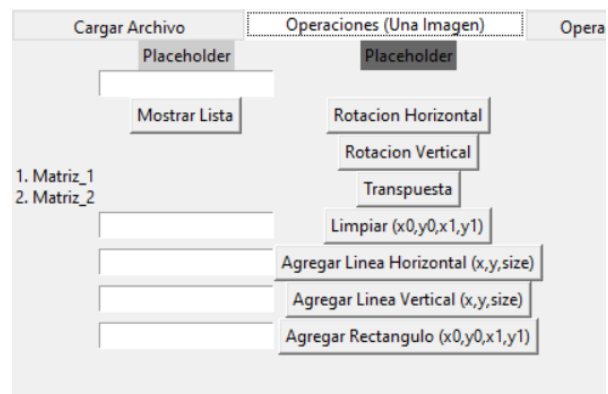 Cargar Archivo Operaciones (Una Imagen) Opera
Placeholder Placeholder
Mostrar Lista Rotacion Horizontal
Rotacion Vertical
1. Matriz_1
Transpuesta
2. Matriz_2
Limpiar (x0,y0,x1,y1)
Agregar Linea Horizontal (x,y,size)
Agregar Linea Vertical (x,y,size)
Agregar Rectangulo (x0,y0,x1,y1)